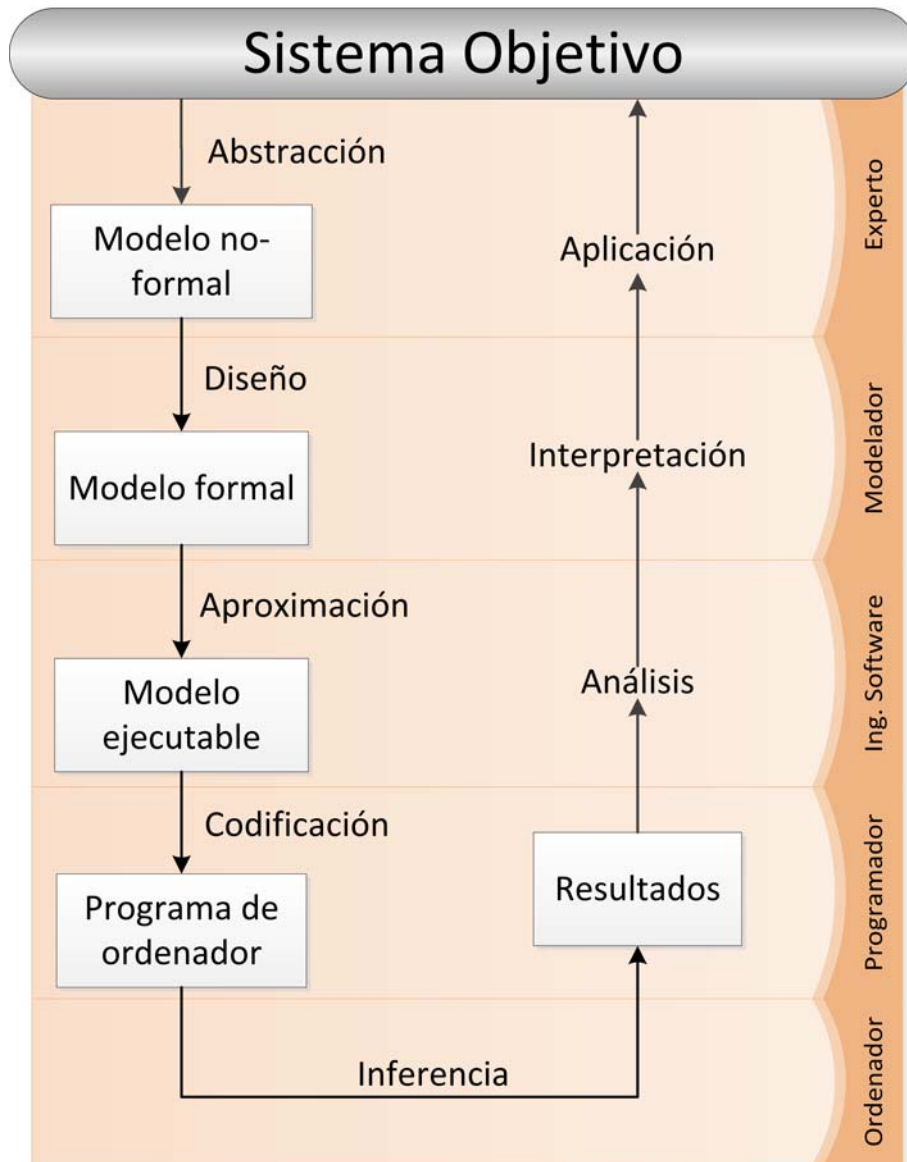 Sistema Objetivo
Abstracción
Modelo no-
formal
Aplicación
Experto
Diseño
Modelo formal
Interpretación
Modelador
Aproximación
Modelo
ejecutable
Análisis
Ing. Software
Codificación
Programa de
ordenador
Resultados
Programador
Inferencia
Ordenador